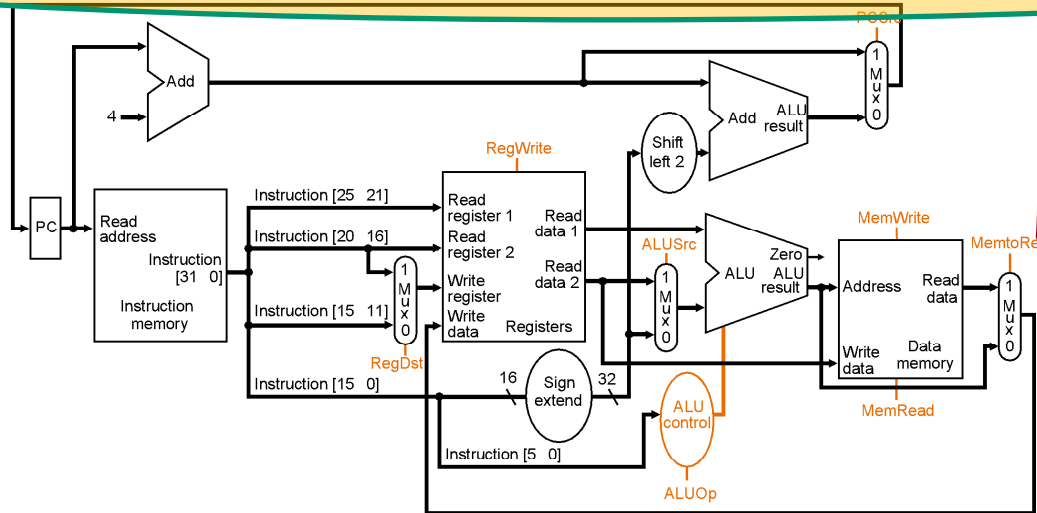 PCSrc
1
M
u
x
0
Add
4
Add
ALU
result
Shift
left 2
RegWrite
PC
Read
address
Instruction
[31 0]
Instruction
memory
Instruction [25 21]
Instruction [20 16]
Instruction [15 11]
Instruction [15 0]
Instruction [5 0]
1
M
u
x
0
RegDst
Read
register 1
Read
register 2
Write
register
Write
data
Read
data 1
Read
data 2
Registers
16
Sign
extend
32
ALUSrc
1
M
u
x
0
Zero
ALU
ALU
result
ALU
control
ALUOp
MemWrite
Address
Read
data
Write
data
Data
memory
MemRead
MemtoRe
1
M
u
x
0